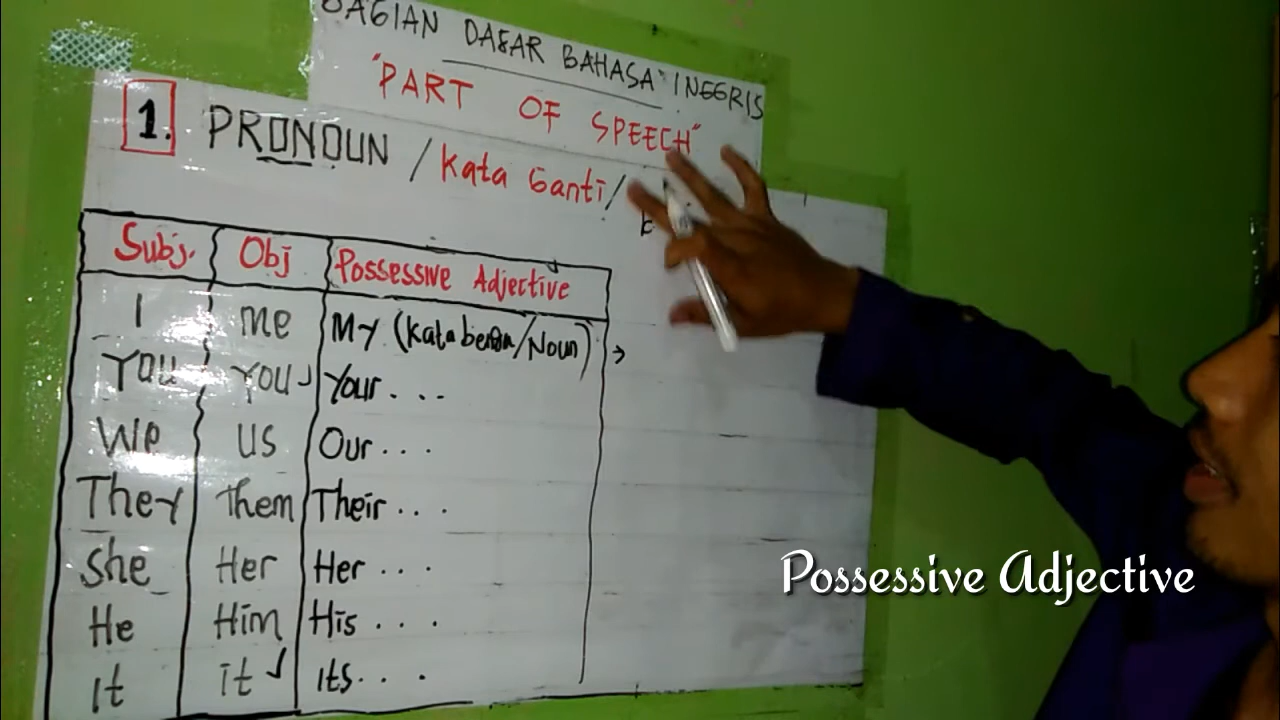 BAGIAN DASAR BAHASA INGGRIS
"PART OF SPEECH"
1. PRONOUN / Kata Ganti /
Subj. Obj Possessive Adjective
I me My (Kata benda/Noun) →
You You Your . . .
We us Our . . .
They Them Their . . .
She Her Her . . .
He Him His . . . .
It it its . . .
Possessive Adjective